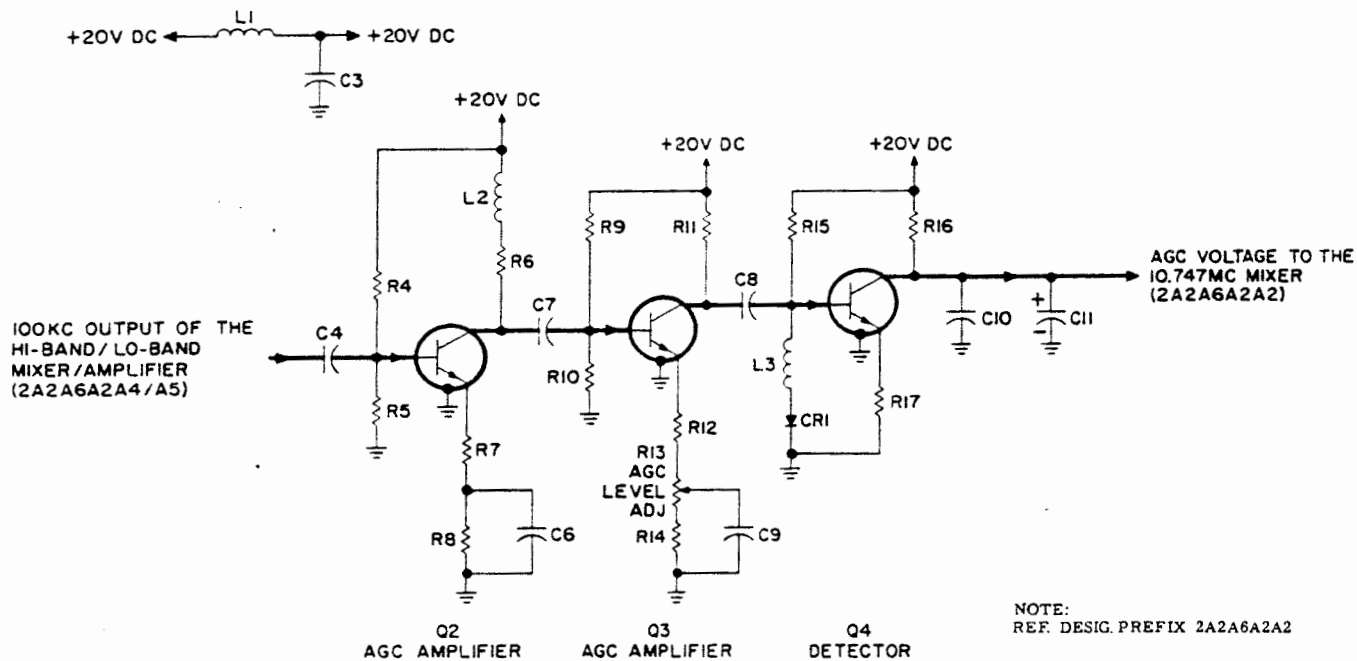 L1
+20V DC
+20V DC
C3
+20V DC
+20V DC
+20V DC
L2
R9
R11
R15
R16
R6
R4
C7
C8
AGC VOLTAGE TO THE
10.747MC MIXER
(2A2A6A2A2)
100KC OUTPUT OF THE
HI-BAND/LO-BAND
MIXER/AMPLIFIER
(2A2A6A2A4/A5)
C4
+
-
C10
C11
R10
L3
R5
R17
CR1
R7
R12
R13
AGC
LEVEL
ADJ
R8
C6
R14
C9
NOTE:
REF. DESIG. PREFIX 2A2A6A2A2
Q2
AGC AMPLIFIER
Q3
AGC AMPLIFIER
Q4
DETECTOR